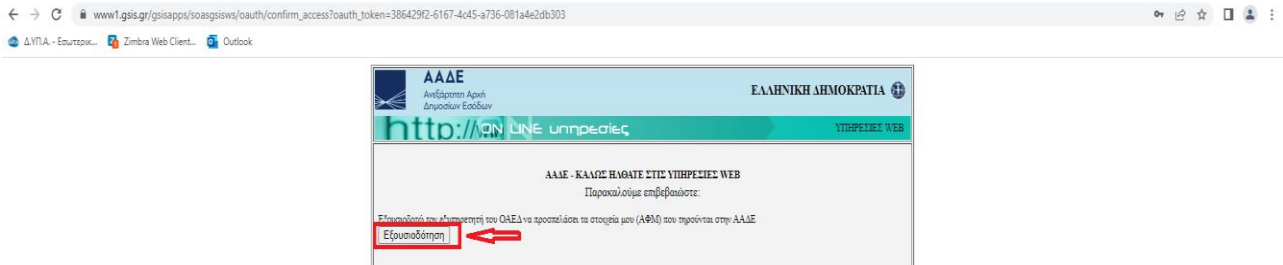 www1.gsis.gr/gsisapps/soasgsisws/oauth/confirm_access?oauth_token=386429f2-6167-4c45-a736-081a4e2db303
Δ.ΥΠ.Α. - Εσωτερικ... Zimbra Web Client... Outlook
ΑΑΔΕ
Ανεξάρτητη Αρχή
Δημοσίων Εσόδων
ΕΛΛΗΝΙΚΗ ΔΗΜΟΚΡΑΤΙΑ
http://www ON LINE υπηρεσίες
ΥΠΗΡΕΣΙΕΣ WEB
ΑΑΔΕ - ΚΑΛΩΣ ΗΛΘΑΤΕ ΣΤΙΣ ΥΠΗΡΕΣΙΕΣ WEB
Παρακαλούμε επιβεβαιώστε:
Εξουσιοδοτώ τον εξυπηρετητή του ΟΑΕΔ να προσπελάσει τα στοιχεία μου (ΑΦΜ) που τηρούνται στην ΑΑΔΕ
Εξουσιοδότηση